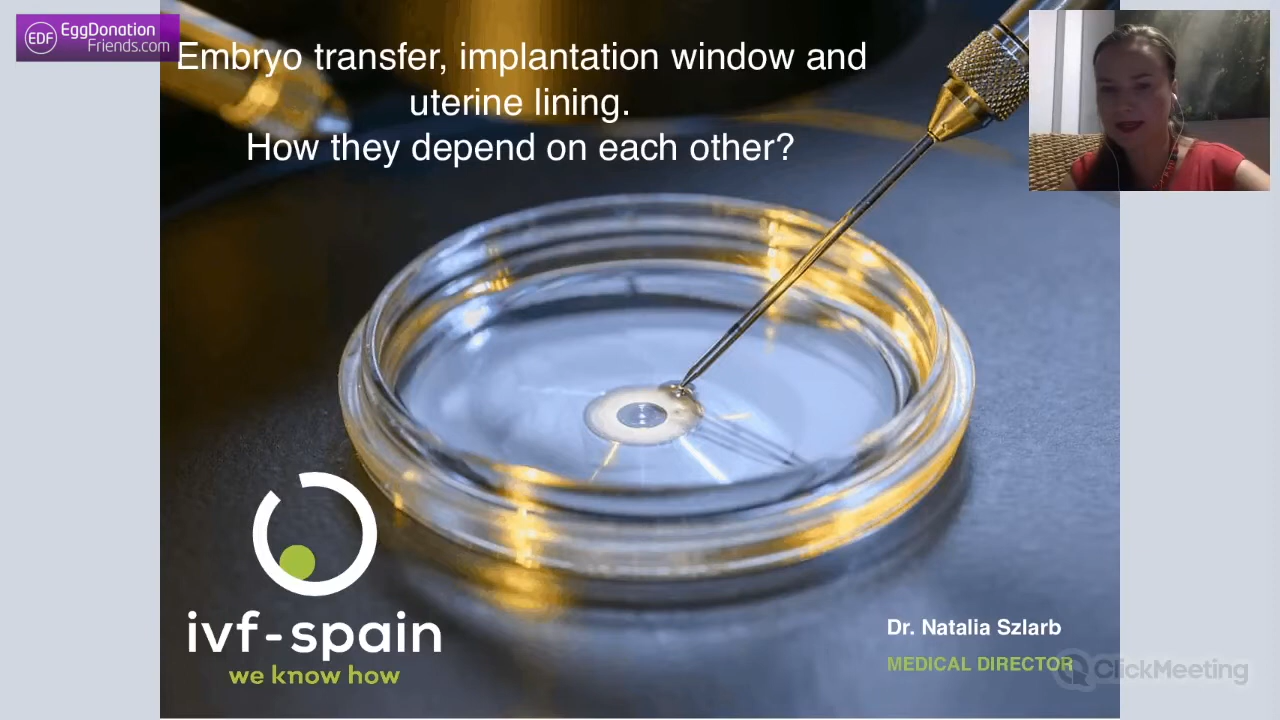 EDF
EggDonation
Friends.com
Embryo transfer, implantation window and
uterine lining.
How they depend on each other?
ivf-spain
we know how
Dr. Natalia Szlarb
MEDICAL DIRECTOR
ClickMeeting